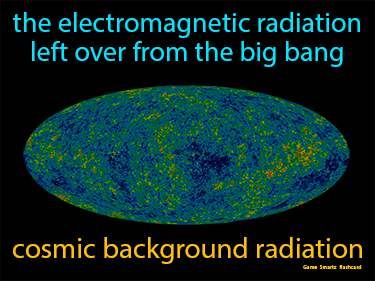 the electromagnetic radiation
left over from the big bang
cosmic background radiation
Game Smartz flashcard